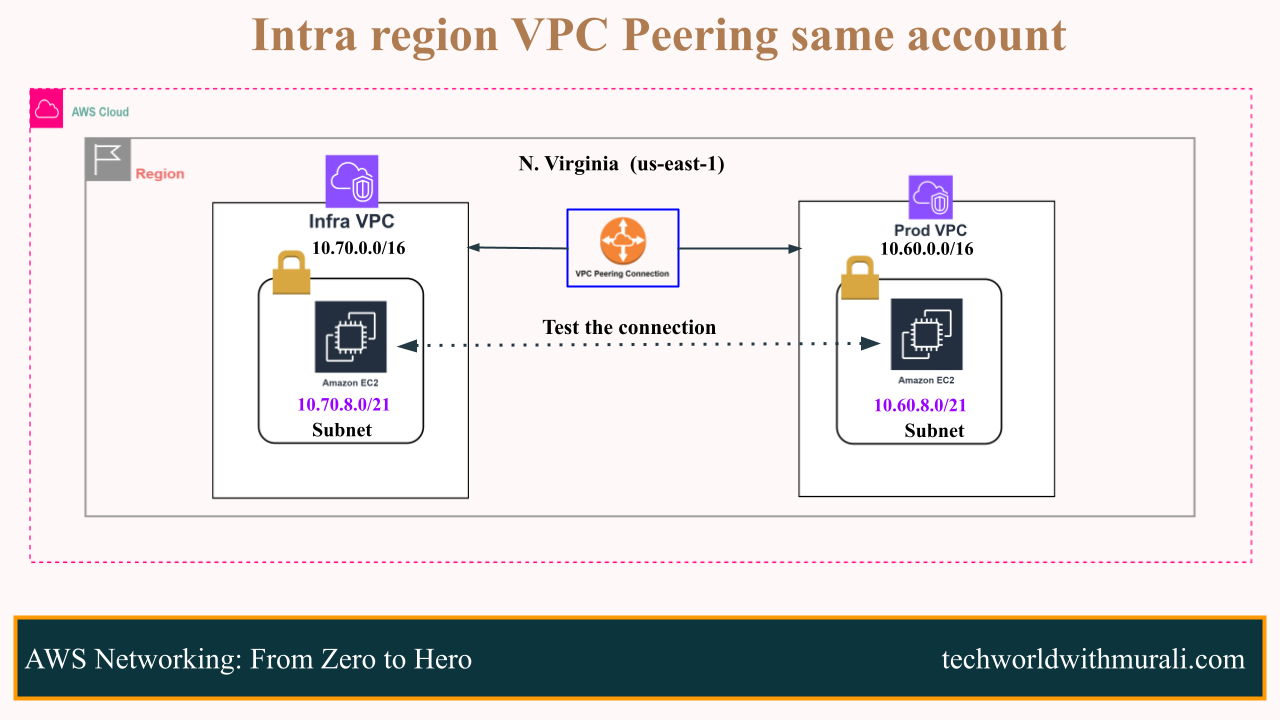 Intra region VPC Peering same account
AWS Cloud
Region
N. Virginia  (us-east-1)
Infra VPC
10.70.0.0/16
VPC Peering Connection
Prod VPC
10.60.0.0/16
Test the connection
Amazon EC2
10.70.8.0/21
Subnet
Amazon EC2
10.60.8.0/21
Subnet
AWS Networking: From Zero to Hero
techworldwithmurali.com